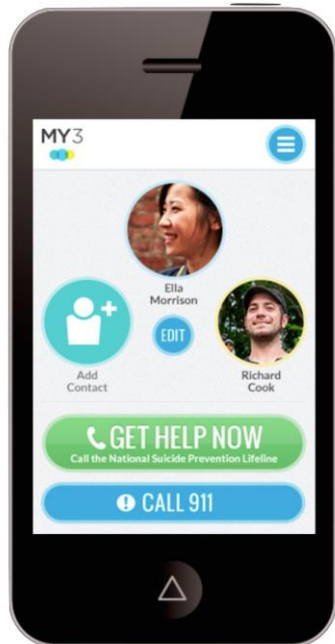 MY3
Ella
Morrison
EDIT
Add
Contact
Richard
Cook
GET HELP NOW
Call the National Suicide Prevention Lifeline
CALL 911